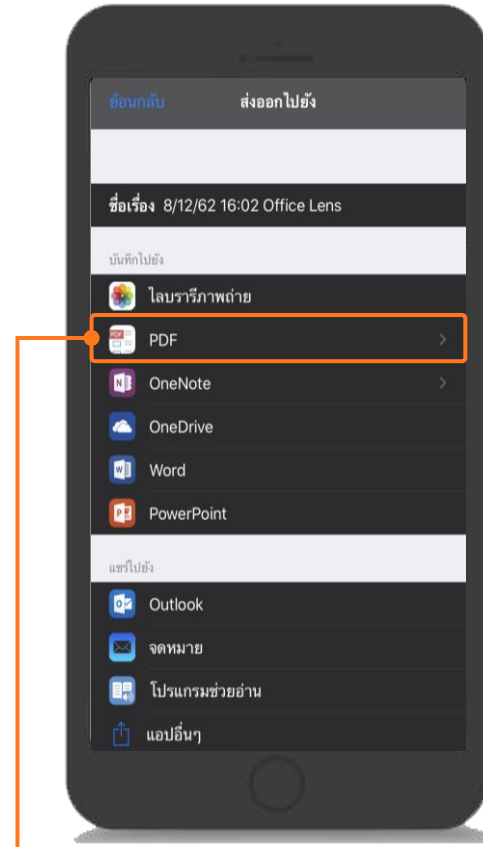 ย้อนกลับ ส่งออกไปยัง
ชื่อเรื่อง 8/12/62 16:02 Office Lens
บันทึกไปยัง
ไลบรารีภาพถ่าย
PDF
OneNote
OneDrive
Word
PowerPoint
แชร์ไปยัง
Outlook
จดหมาย
โปรแกรมช่วยอ่าน
แอปอื่นๆ